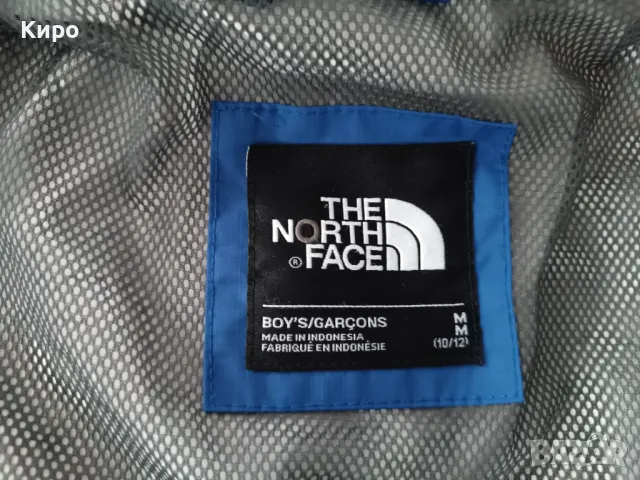 Киро
THE
NORTH
® FACE
BOY'S/GARÇONS M
MADE IN INDONESIA M
FABRIQUÉ EN INDONÉSIE (10/12)